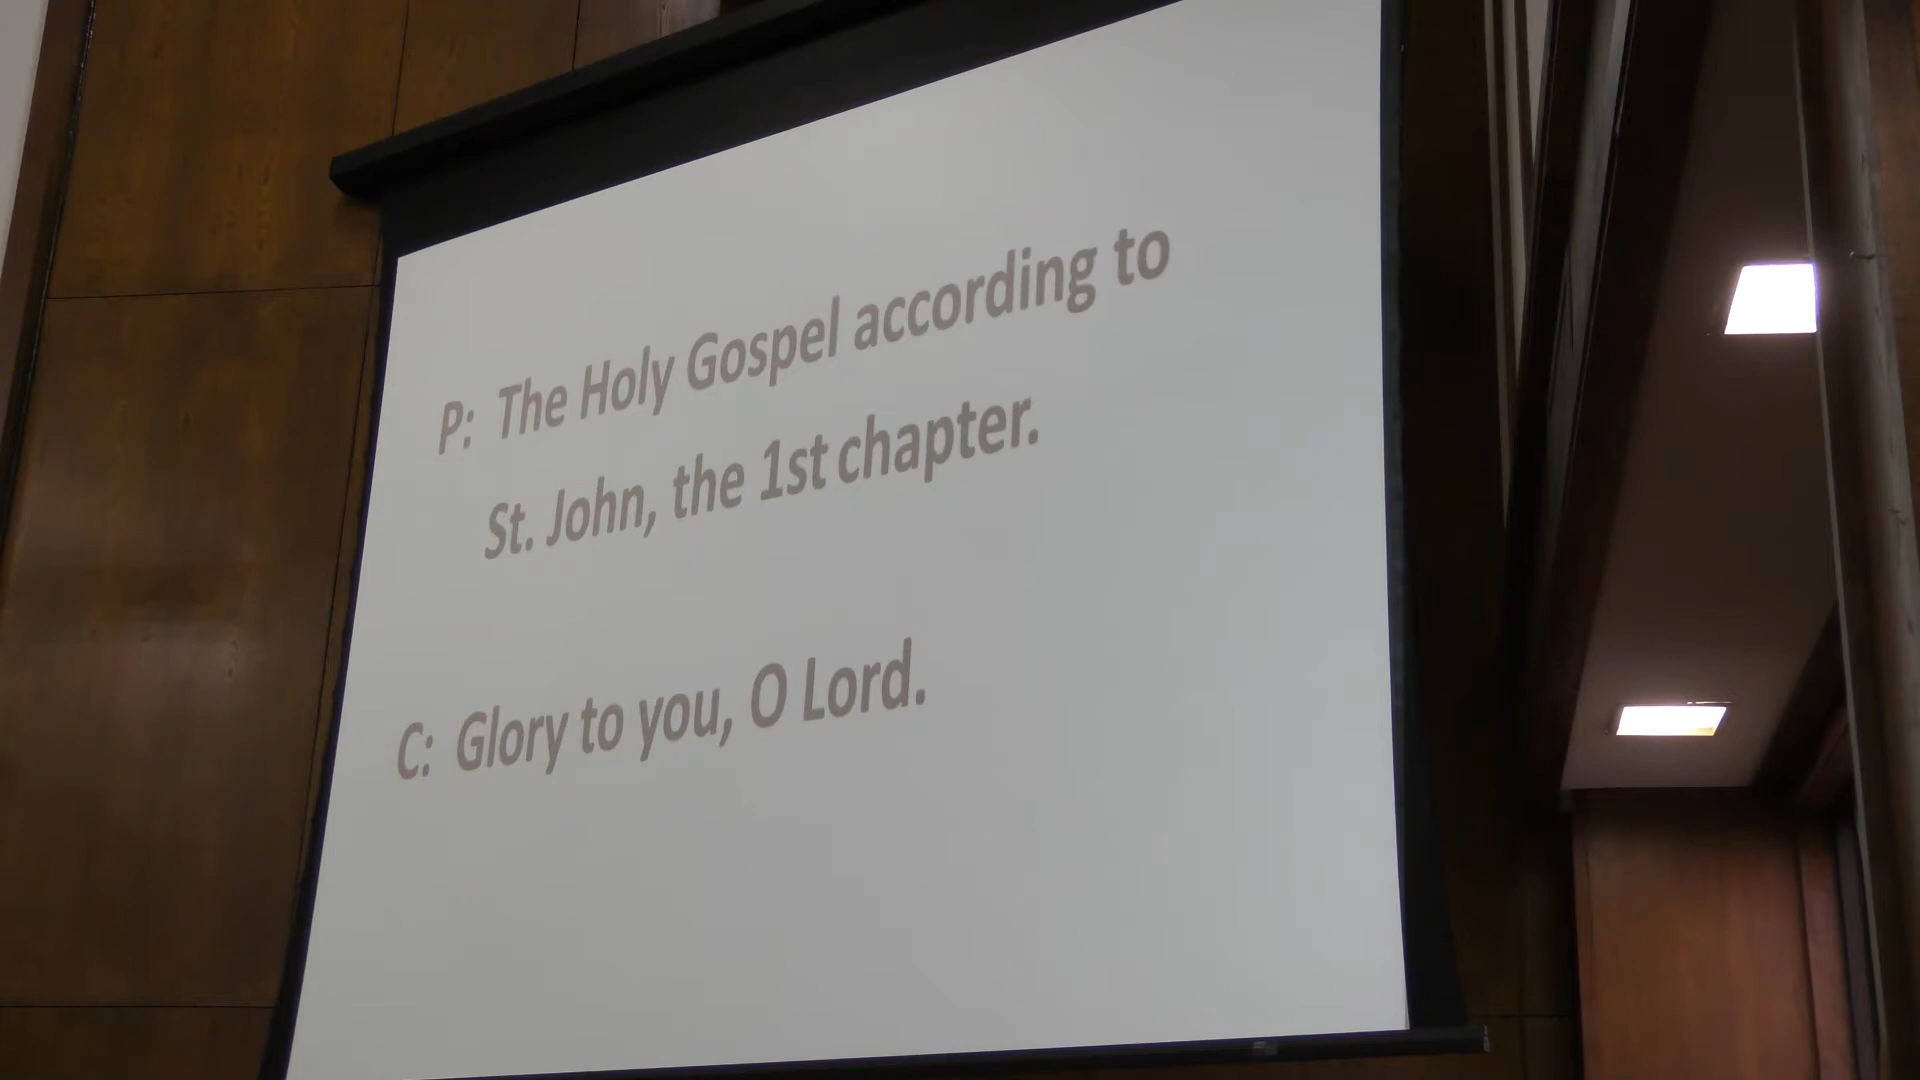 P: The Holy Gospel according to
St. John, the 1st chapter.
C: Glory to you, O Lord.